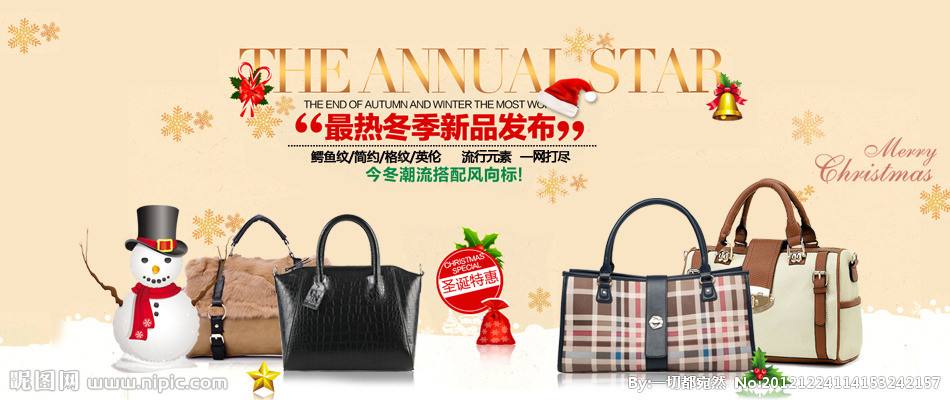 THE ANNUAL STAR
THE END OF AUTUMN AND WINTER THE MOST
“最热冬季新品发布”
鳄鱼纹/简约/格纹/英伦 流行元素 一网打尽
今冬潮流搭配风向标!
Merry
Christmas
CHRISTMAS
SPECIAL
圣诞特惠
昵图网 www.nipic.com
By:一切都宛然 No:20121224114153242157